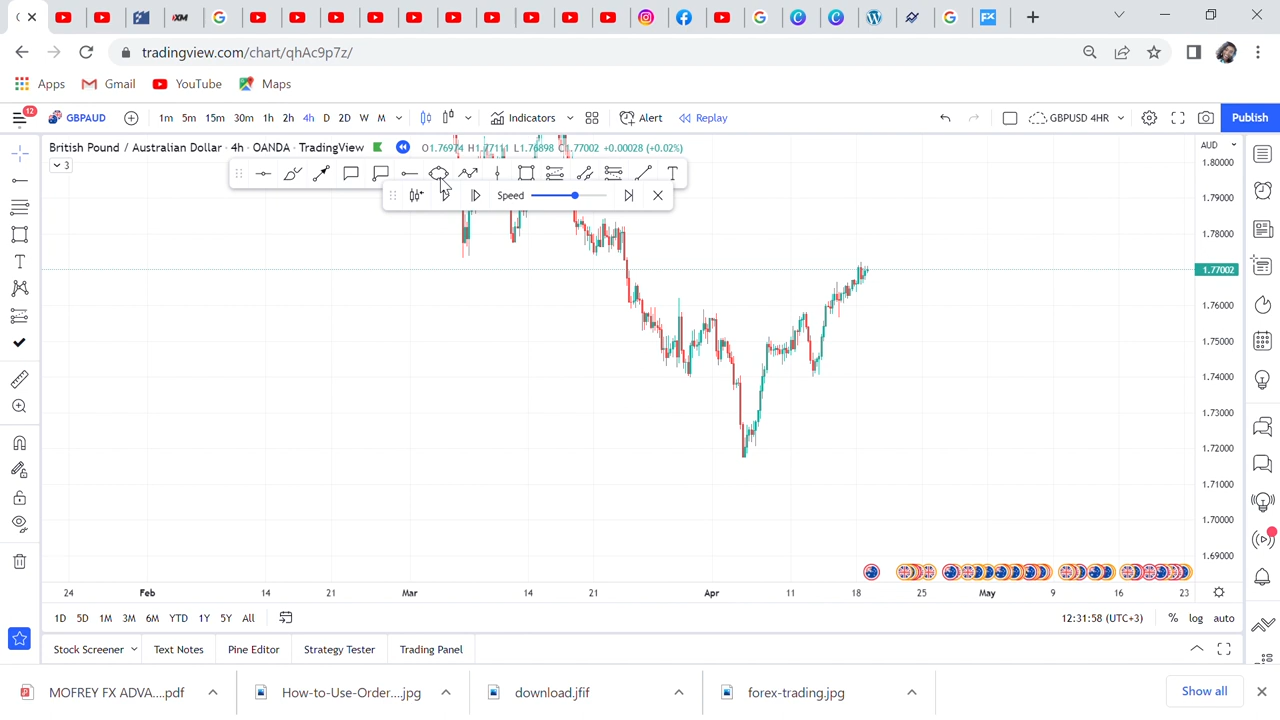 tradingview.com/chart/qhAc9p7z/
Apps Gmail YouTube Maps
12 GBPAUD 1m 5m 15m 30m 1h 2h 4h D 2D W M Indicators Alert Replay GBPUSD 4HR Publish
British Pound / Australian Dollar · 4h · OANDA · TradingView O1.76974 H1.77111 L1.76898 C1.77002 +0.00028 (+0.02%) AUD
3
1.80000
Speed
1.79000
1.78000
1.77002
1.76000
1.75000
1.74000
1.73000
1.72000
1.71000
1.70000
1.69000
24 Feb 14 21 Mar 14 21 Apr 11 18 25 May 9 16 23
1D 5D 1M 3M 6M YTD 1Y 5Y All 12:31:58 (UTC+3) % log auto
Stock Screener Text Notes Pine Editor Strategy Tester Trading Panel
MOFREY FX ADVA....pdf How-to-Use-Order....jpg download.jfif forex-trading.jpg Show all